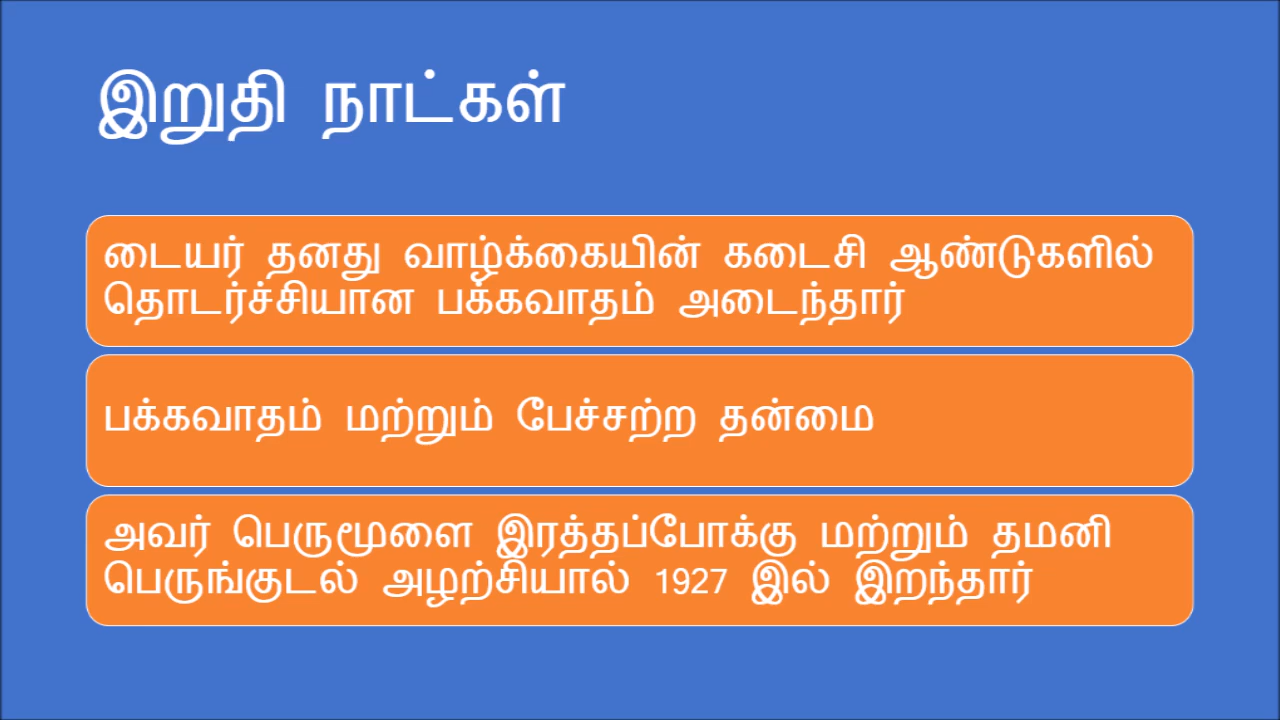 இறுதி நாட்கள்
டையர் தனது வாழ்க்கையின் கடைசி ஆண்டுகளில்
தொடர்ச்சியான பக்கவாதம் அடைந்தார்
பக்கவாதம் மற்றும் பேச்சற்ற தன்மை
அவர் பெருமூளை இரத்தப்போக்கு மற்றும் தமனி
பெருங்குடல் அழற்சியால் 1927 இல் இறந்தார்